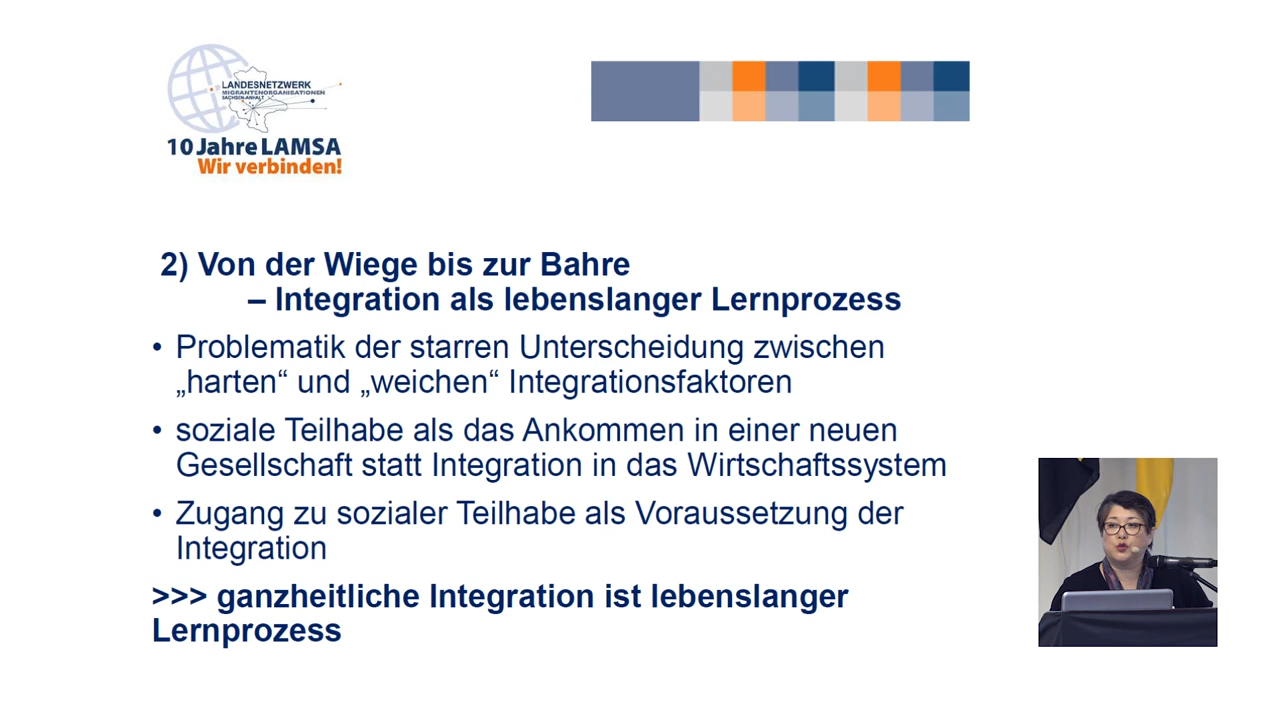 LANDESNETZWERK
MIGRANTENORGANISATIONEN
SACHSEN-ANHALT
10 Jahre LAMSA
Wir verbinden!
2) Von der Wiege bis zur Bahre
– Integration als lebenslanger Lernprozess
• Problematik der starren Unterscheidung zwischen
„harten“ und „weichen“ Integrationsfaktoren
• soziale Teilhabe als das Ankommen in einer neuen
Gesellschaft statt Integration in das Wirtschaftssystem
• Zugang zu sozialer Teilhabe als Voraussetzung der
Integration
>>> ganzheitliche Integration ist lebenslanger
Lernprozess